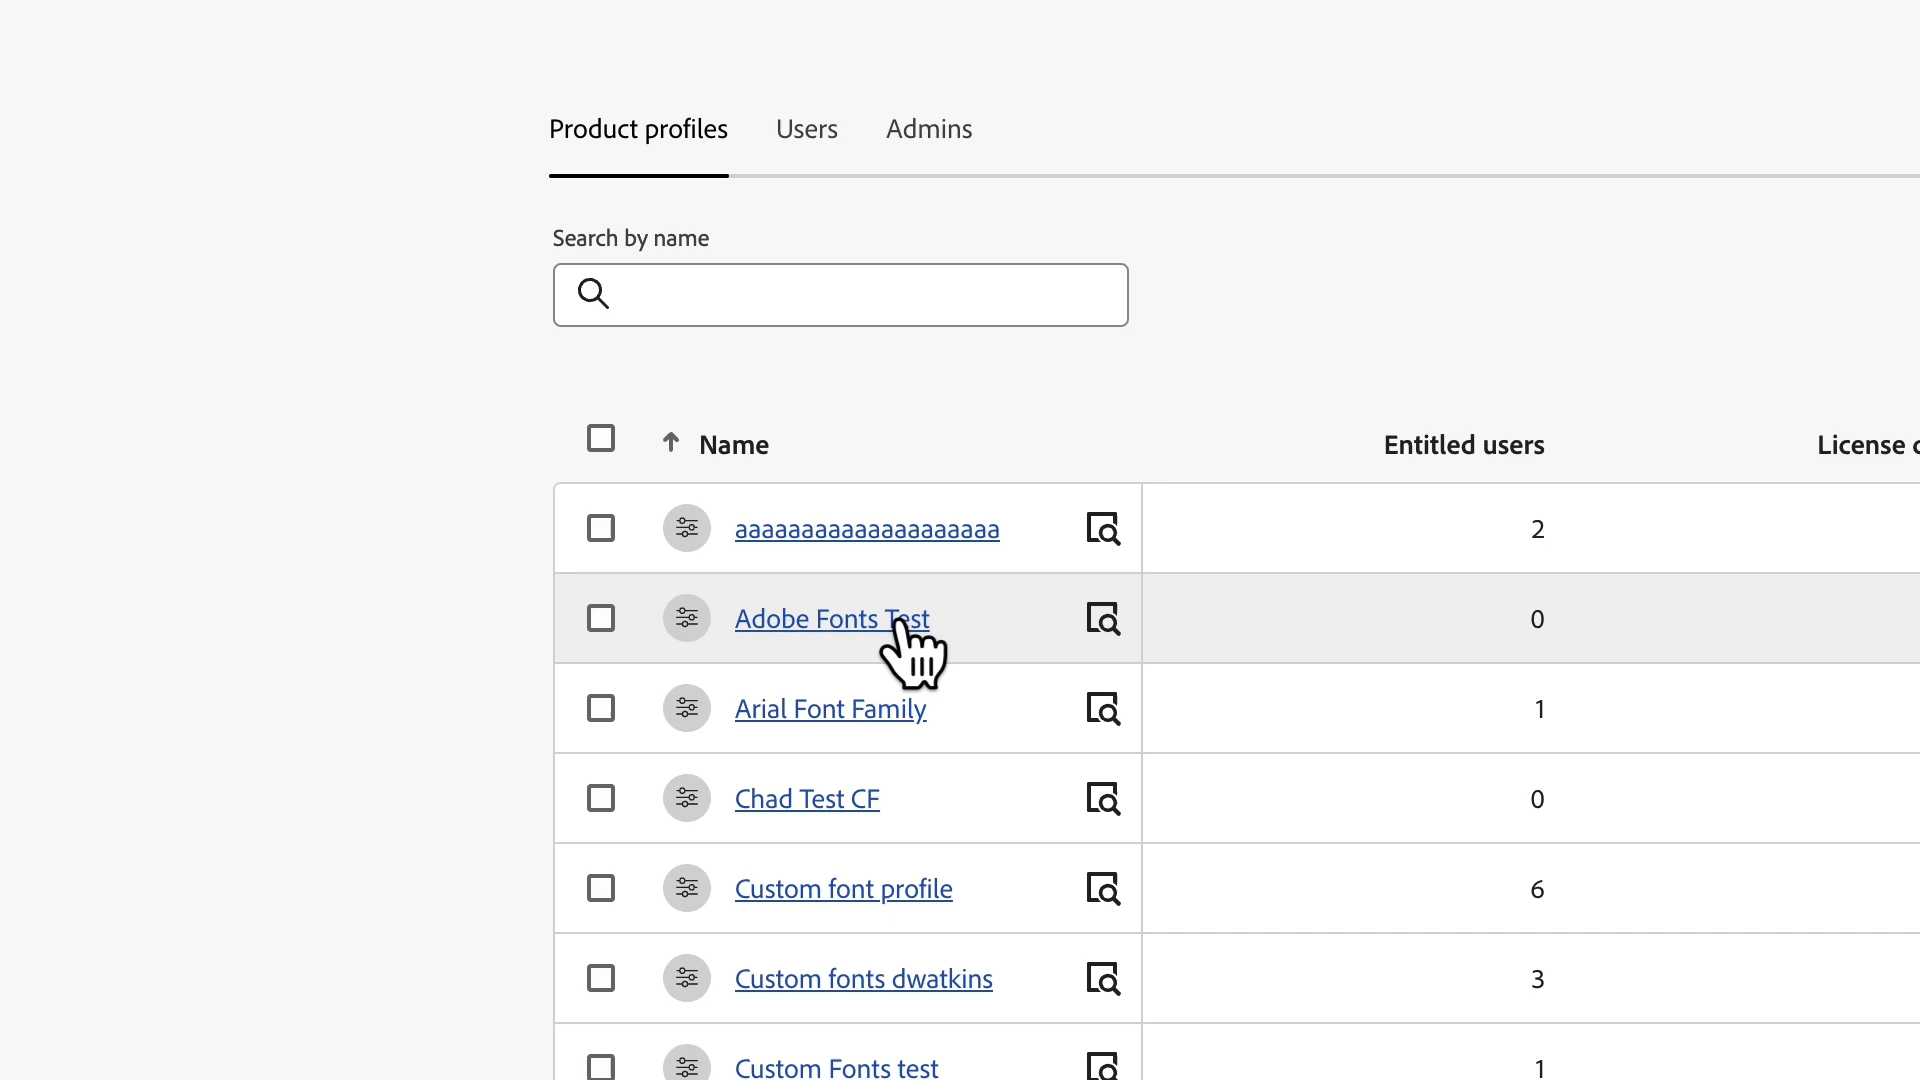 Product profiles Users Admins
Search by name
Name Entitled users License
aaaaaaaaaaaaaaaaaaaa 2
Adobe Fonts Test 0
Arial Font Family 1
Chad Test CF 0
Custom font profile 6
Custom fonts dwatkins 3
Custom Fonts test 1